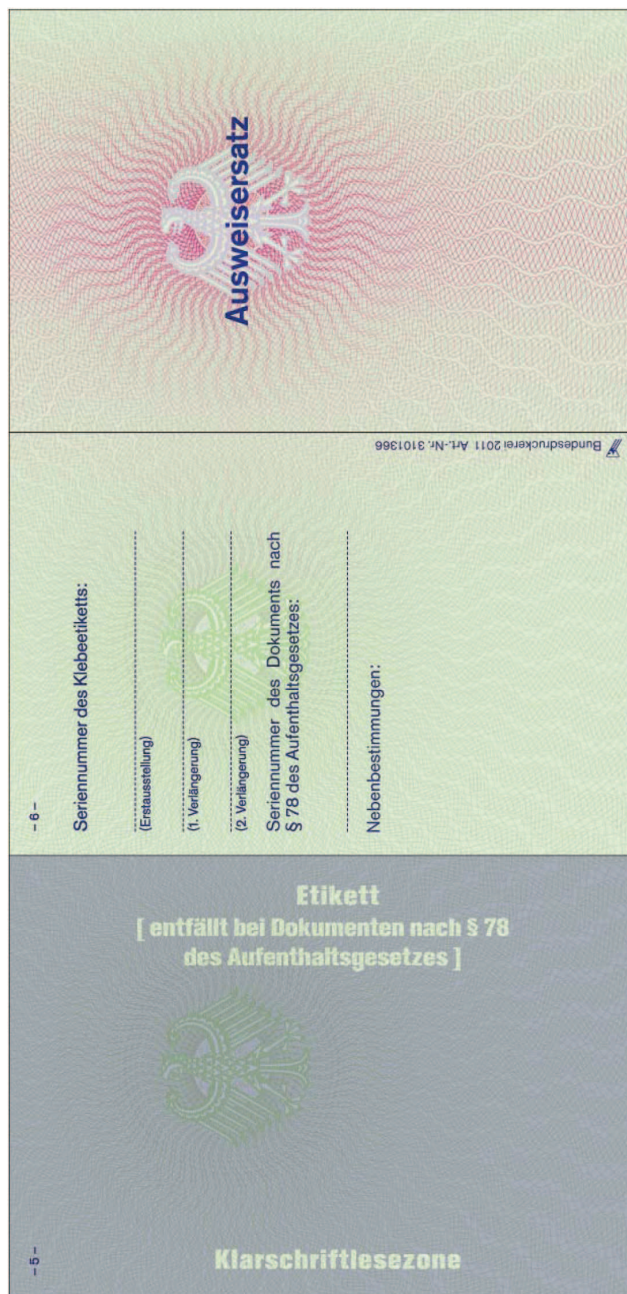 Ausweisersatz
– 6 –
Seriennummer des Klebeetiketts:
(Erstausstellung)
(1. Verlängerung)
(2. Verlängerung)
Seriennummer des Dokuments nach
§ 78 des Aufenthaltsgesetzes:
Nebenbestimmungen:
Bundesdruckerei 2011 Art.-Nr. 3101366
– 5 –
Etikett
[ entfällt bei Dokumenten nach § 78
des Aufenthaltsgesetzes ]
Klarschriftlesezone